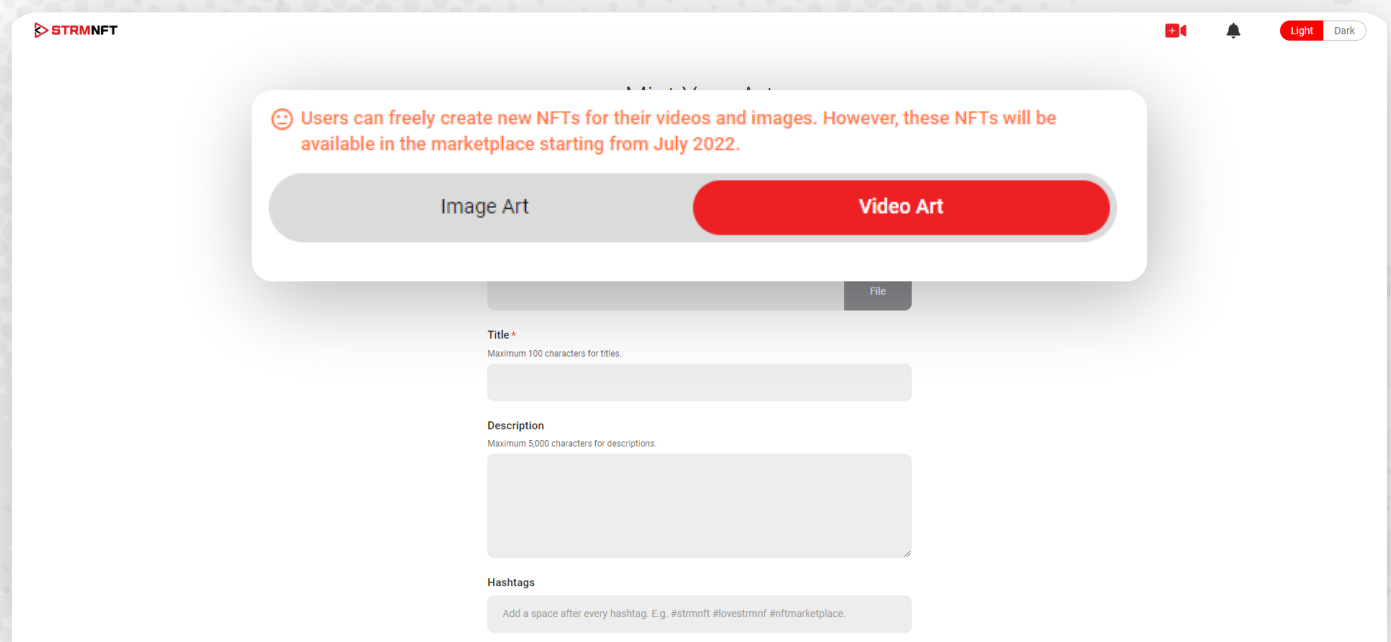 STRMNFT
Light Dark
Users can freely create new NFTs for their videos and images. However, these NFTs will be
available in the marketplace starting from July 2022.
Image Art Video Art
File
Title *
Maximum 100 characters for titles.
Description
Maximum 5,000 characters for descriptions.
Hashtags
Add a space after every hashtag. E.g. #strmnft #lovestrmnf #nftmarketplace.